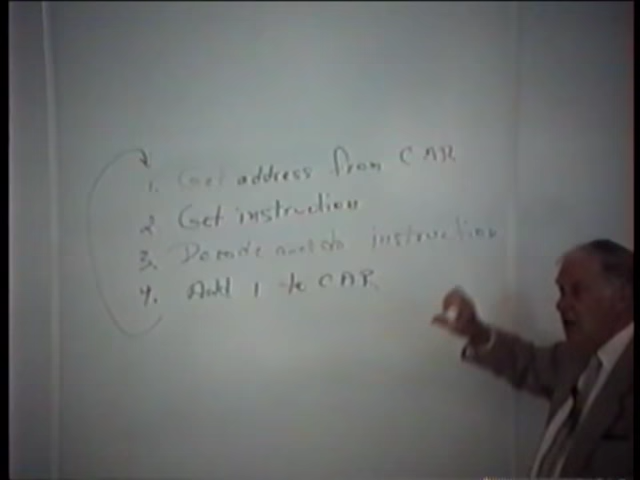 1. Get address from CAR
2. Get instruction
3. Decode and do instruction
4. Add 1 to CAR